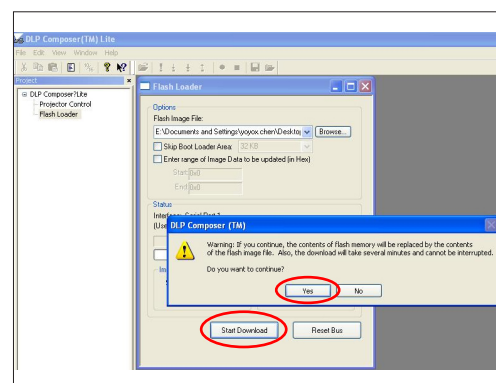 DLP Composer(TM) Lite
File Edit View Window Help
Project
DLP Composer?Lite
Projector Control
Flash Loader
Flash Loader
Options
Flash Image File:
E:\Documents and Settings\yoyox.chen\Desktop
Browse...
Skip Boot Loader Area: 32 KB
Enter range of Image Data to be updated (in Hex)
Start: 0x0
End: 0x0
Status
(Use
DLP Composer (TM)
Warning: If you continue, the contents of flash memory will be replaced by the contents
of the flash image file. Also, the download will take several minutes and cannot be interrupted.
Do you want to continue?
Yes No
Start Download Reset Bus